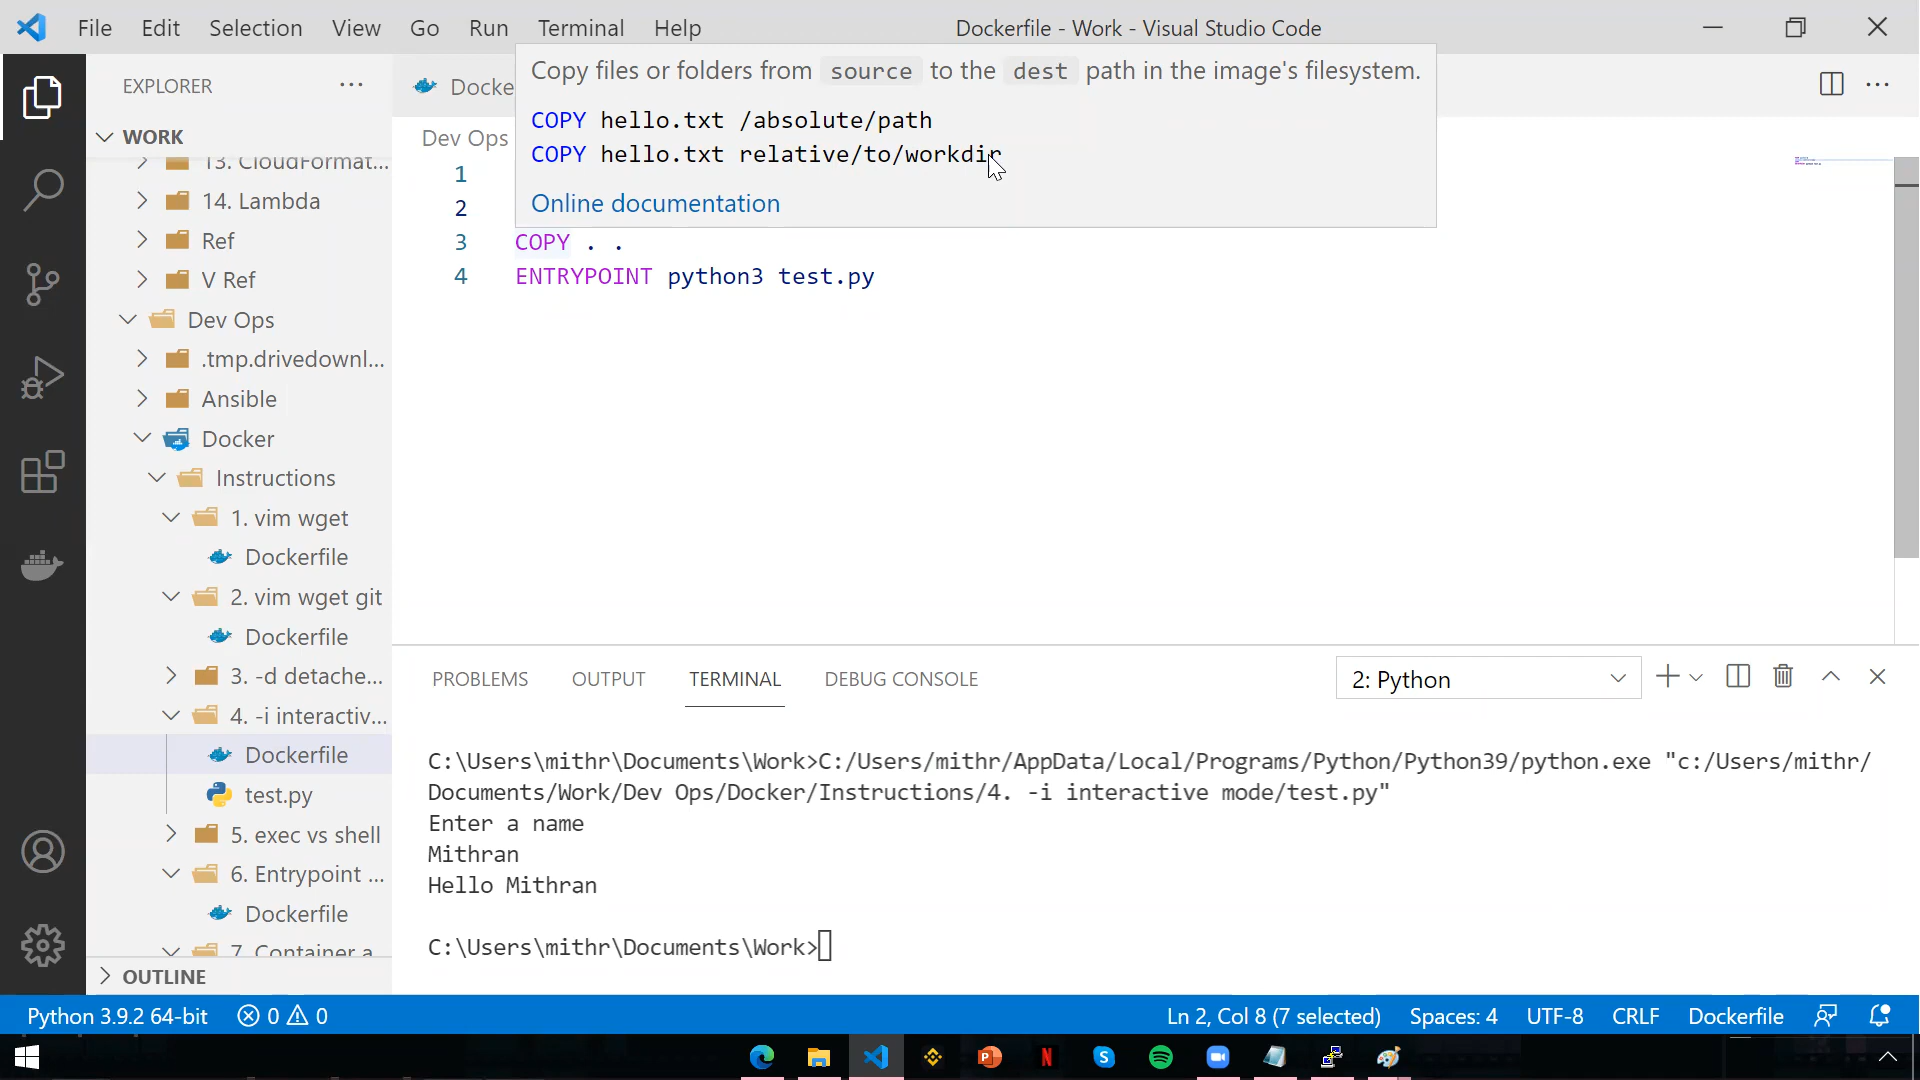 File Edit Selection View Go Run Terminal Help
Dockerfile - Work - Visual Studio Code
EXPLORER
WORK
13. CloudFormat...
14. Lambda
Ref
V Ref
Dev Ops
.tmp.drivedownl...
Ansible
Docker
Instructions
1. vim wget
Dockerfile
2. vim wget git
Dockerfile
3. -d detache...
4. -i interactiv...
Dockerfile
test.py
5. exec vs shell
6. Entrypoint ...
Dockerfile
7. Container a
OUTLINE
Docke
Dev Ops
Copy files or folders from source to the dest path in the image's filesystem.
COPY hello.txt /absolute/path
COPY hello.txt relative/to/workdir
Online documentation
1
2
3 COPY . .
4 ENTRYPOINT python3 test.py
PROBLEMS OUTPUT TERMINAL DEBUG CONSOLE
2: Python
C:\Users\mithr\Documents\Work>C:/Users/mithr/AppData/Local/Programs/Python/Python39/python.exe "c:/Users/mithr/
Documents/Work/Dev Ops/Docker/Instructions/4. -i interactive mode/test.py"
Enter a name
Mithran
Hello Mithran
C:\Users\mithr\Documents\Work>
Python 3.9.2 64-bit 0 0
Ln 2, Col 8 (7 selected) Spaces: 4 UTF-8 CRLF Dockerfile